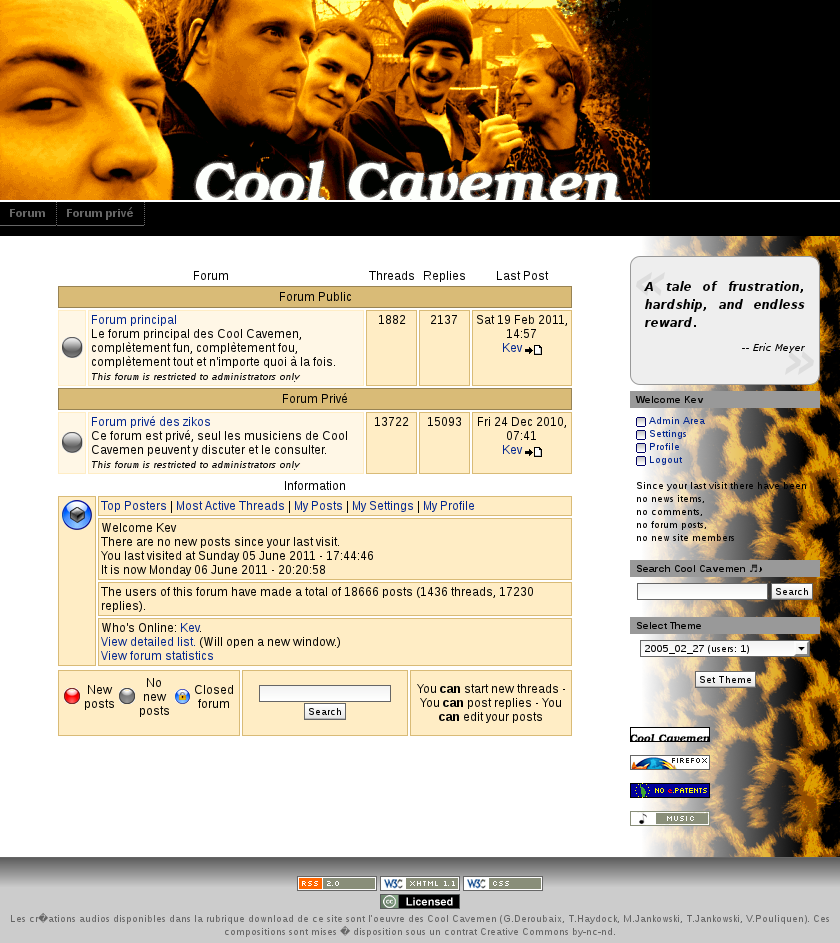 Cool Cavemen
Forum
Forum privé
Forum Threads Replies Last Post
Forum Public
Forum principal
Le forum principal des Cool Cavemen,
complètement fun, complètement fou,
complètement tout et n'importe quoi à la fois.
This forum is restricted to administrators only
1882
2137
Sat 19 Feb 2011,
14:57
Kev
Forum Privé
Forum privé des zikos
Ce forum est privé, seul les musiciens de Cool
Cavemen peuvent y discuter et le consulter.
This forum is restricted to administrators only
13722
15093
Fri 24 Dec 2010,
07:41
Kev
Information
Top Posters | Most Active Threads | My Posts | My Settings | My Profile
Welcome Kev
There are no new posts since your last visit.
You last visited at Sunday 05 June 2011 - 17:44:46
It is now Monday 06 June 2011 - 20:20:58
The users of this forum have made a total of 18666 posts (1436 threads, 17230
replies).
Who's Online: Kev.
View detailed list. (Will open a new window.)
View forum statistics
New
posts
No
new
posts
Closed
forum
Search
You can start new threads -
You can post replies - You
can edit your posts
« A tale of frustration,
hardship, and endless
reward.
-- Eric Meyer
»
Welcome Kev
Admin Area
Settings
Profile
Logout
Since your last visit there have been
no news items,
no comments,
no forum posts,
no new site members
Search Cool Cavemen ♬♪
Search
Select Theme
2005_02_27 (users: 1)
Set Theme
Cool Cavemen
FIREFOX
NO e.PATENTS
MUSIC
RSS 2.0
W3C XHTML 1.1
W3C CSS
cc Licensed
Les cr�ations audios disponibles dans la rubrique download de ce site sont l'oeuvre des Cool Cavemen (G.Deroubaix, T.Haydock, M.Jankowski, T.Jankowski, V.Pouliquen). Ces
compositions sont mises � disposition sous un contrat Creative Commons by-nc-nd.